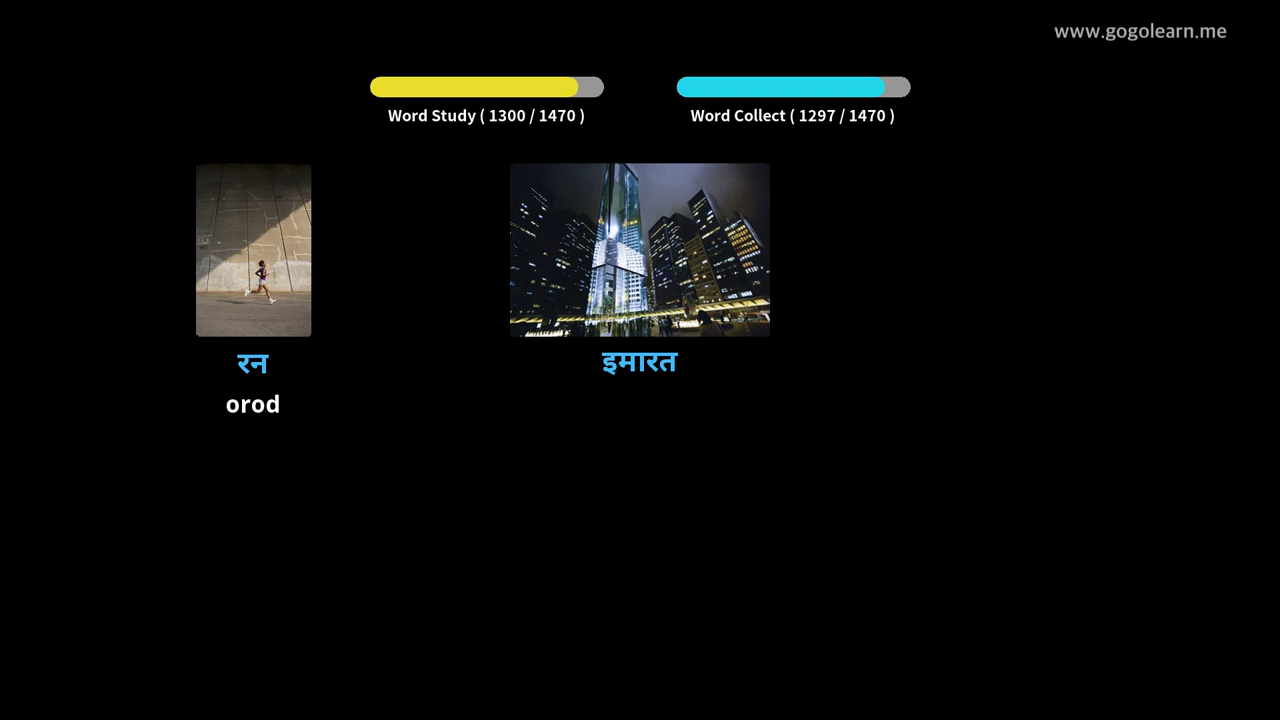 www.gogolearn.me
Word Study ( 1300 / 1470 )
Word Collect ( 1297 / 1470 )
रन
इमारत
orod